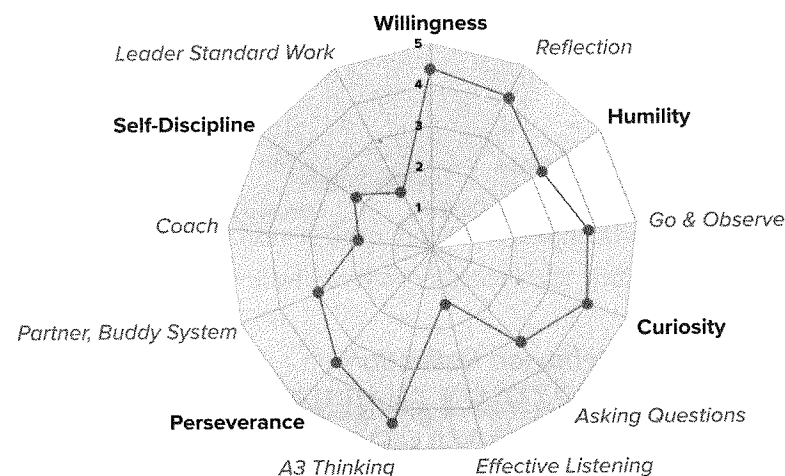 Willingness
Reflection
Humility
Go & Observe
Curiosity
Asking Questions
Effective Listening
A3 Thinking
Perseverance
Partner, Buddy System
Coach
Self-Discipline
Leader Standard Work
5
4
3
2
1